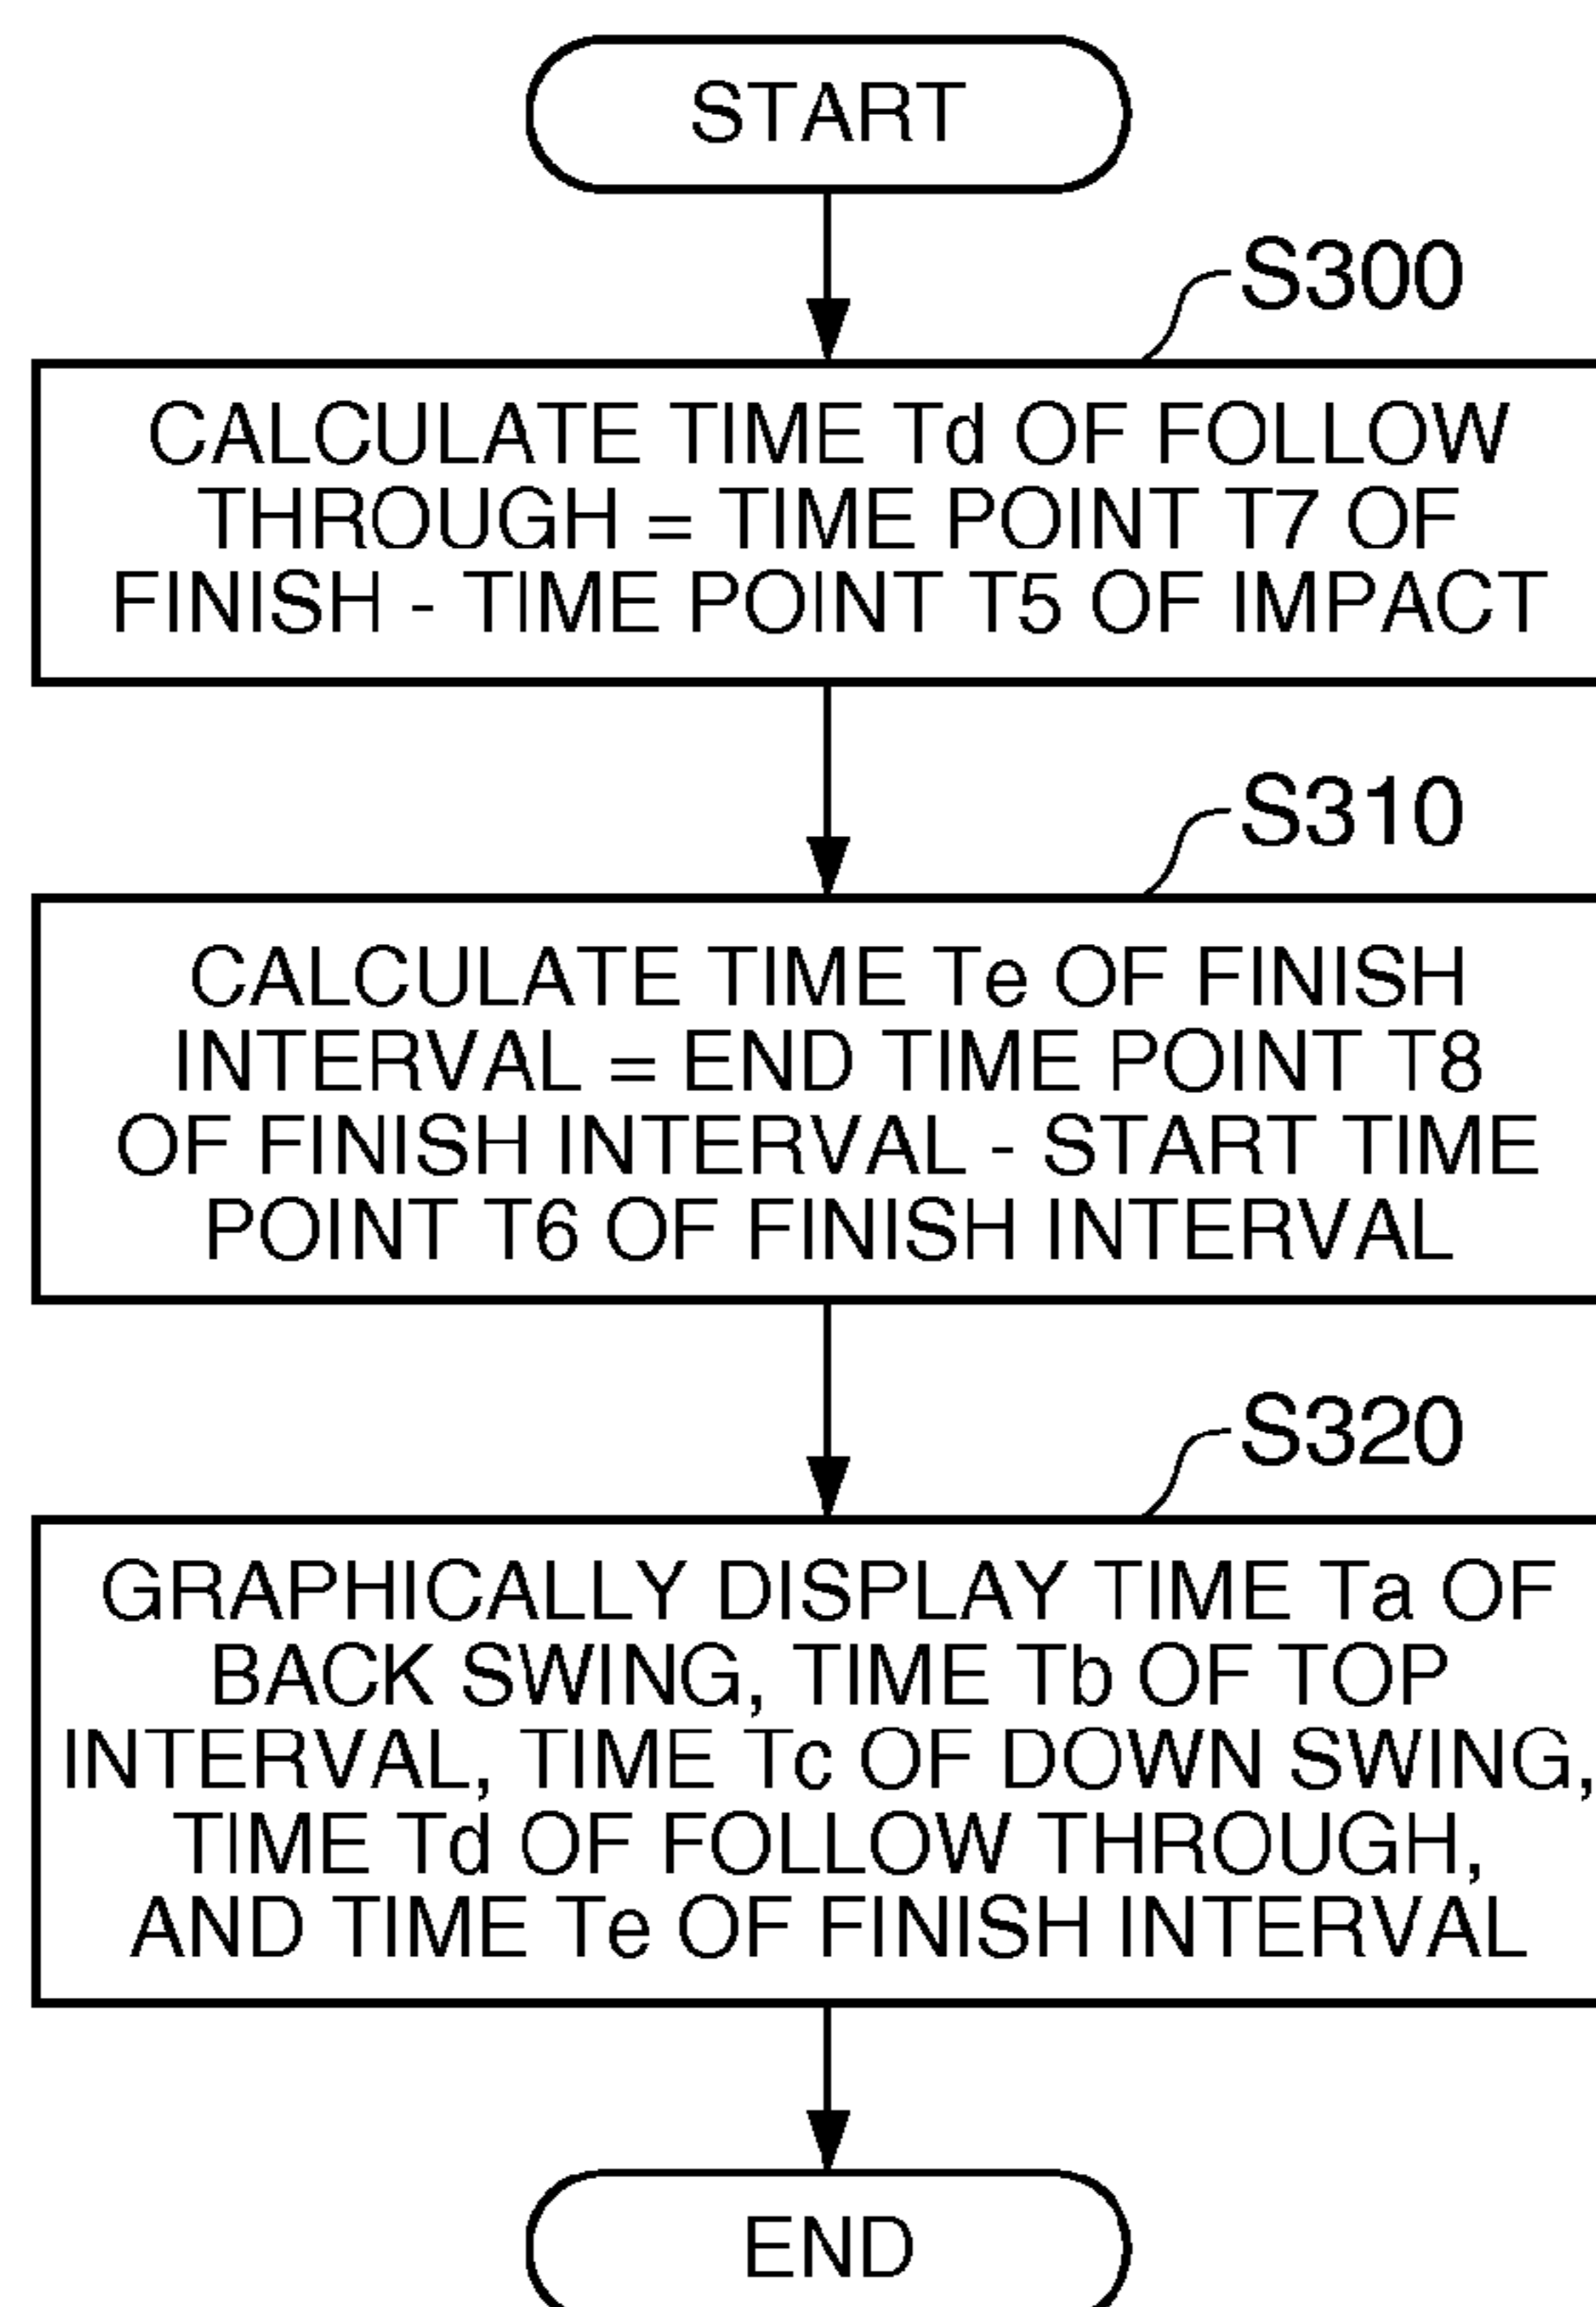 START
S300
CALCULATE TIME Td OF FOLLOW
THROUGH = TIME POINT T7 OF
FINISH - TIME POINT T5 OF IMPACT
S310
CALCULATE TIME Te OF FINISH
INTERVAL = END TIME POINT T8
OF FINISH INTERVAL - START TIME
POINT T6 OF FINISH INTERVAL
S320
GRAPHICALLY DISPLAY TIME Ta OF
BACK SWING, TIME Tb OF TOP
INTERVAL, TIME Tc OF DOWN SWING,
TIME Td OF FOLLOW THROUGH,
AND TIME Te OF FINISH INTERVAL
END